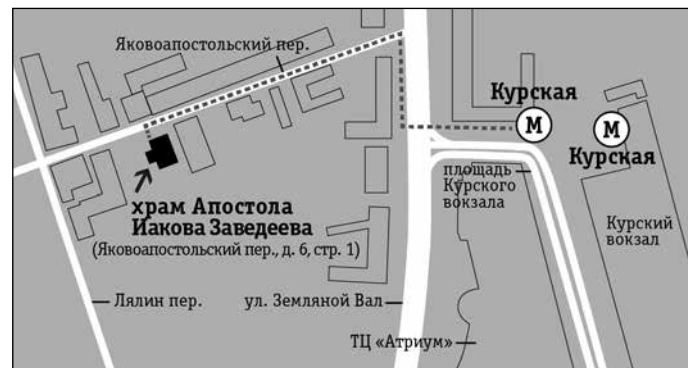 Яковоапостольский пер.
Курская
М
М
Курская
площадь
Курского
вокзала
храм Апостола
Иакова Заведеева
(Яковоапостольский пер., д. 6, стр. 1)
Курский
вокзал
Лялин пер.
ул. Земляной Вал
ТЦ «Атриум»